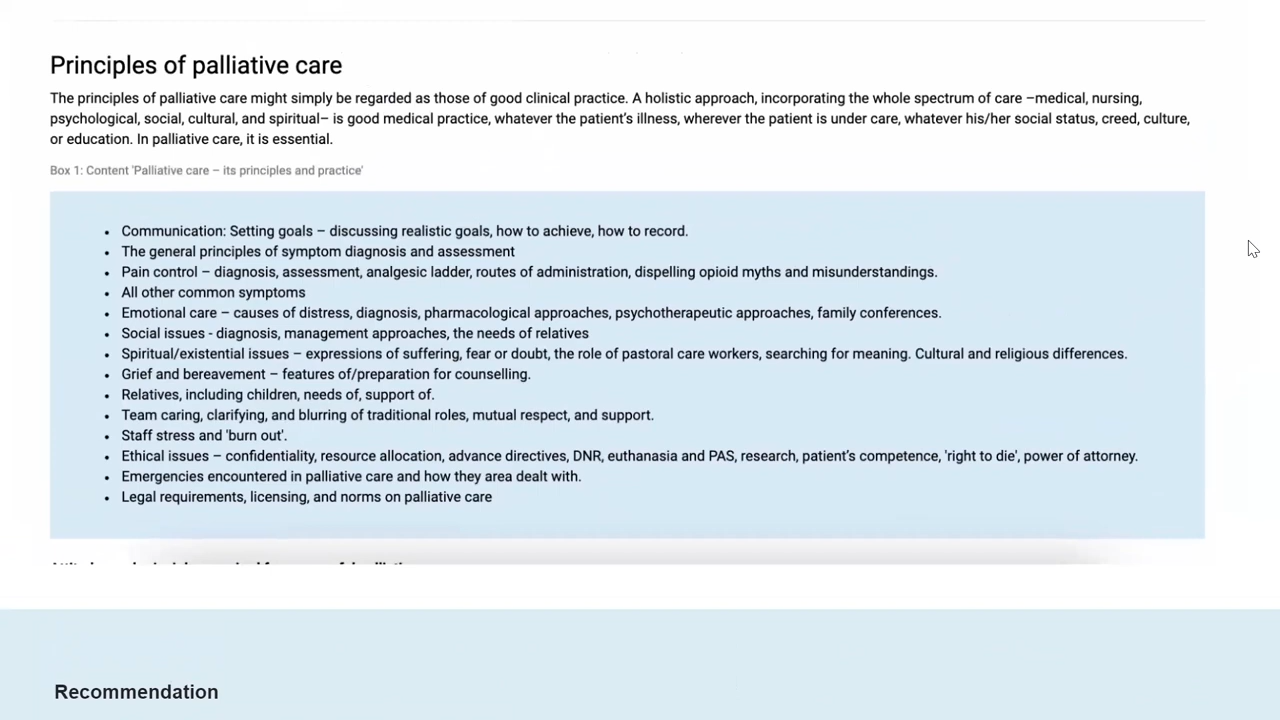 Principles of palliative care
The principles of palliative care might simply be regarded as those of good clinical practice. A holistic approach, incorporating the whole spectrum of care –medical, nursing,
psychological, social, cultural, and spiritual– is good medical practice, whatever the patient's illness, wherever the patient is under care, whatever his/her social status, creed, culture,
or education. In palliative care, it is essential.
Box 1: Content 'Palliative care – its principles and practice'
• Communication: Setting goals – discussing realistic goals, how to achieve, how to record.
• The general principles of symptom diagnosis and assessment
• Pain control – diagnosis, assessment, analgesic ladder, routes of administration, dispelling opioid myths and misunderstandings.
• All other common symptoms
• Emotional care – causes of distress, diagnosis, pharmacological approaches, psychotherapeutic approaches, family conferences.
• Social issues - diagnosis, management approaches, the needs of relatives
• Spiritual/existential issues – expressions of suffering, fear or doubt, the role of pastoral care workers, searching for meaning. Cultural and religious differences.
• Grief and bereavement – features of/preparation for counselling.
• Relatives, including children, needs of, support of.
• Team caring, clarifying, and blurring of traditional roles, mutual respect, and support.
• Staff stress and 'burn out'.
• Ethical issues – confidentiality, resource allocation, advance directives, DNR, euthanasia and PAS, research, patient's competence, 'right to die', power of attorney.
• Emergencies encountered in palliative care and how they area dealt with.
• Legal requirements, licensing, and norms on palliative care
Recommendation